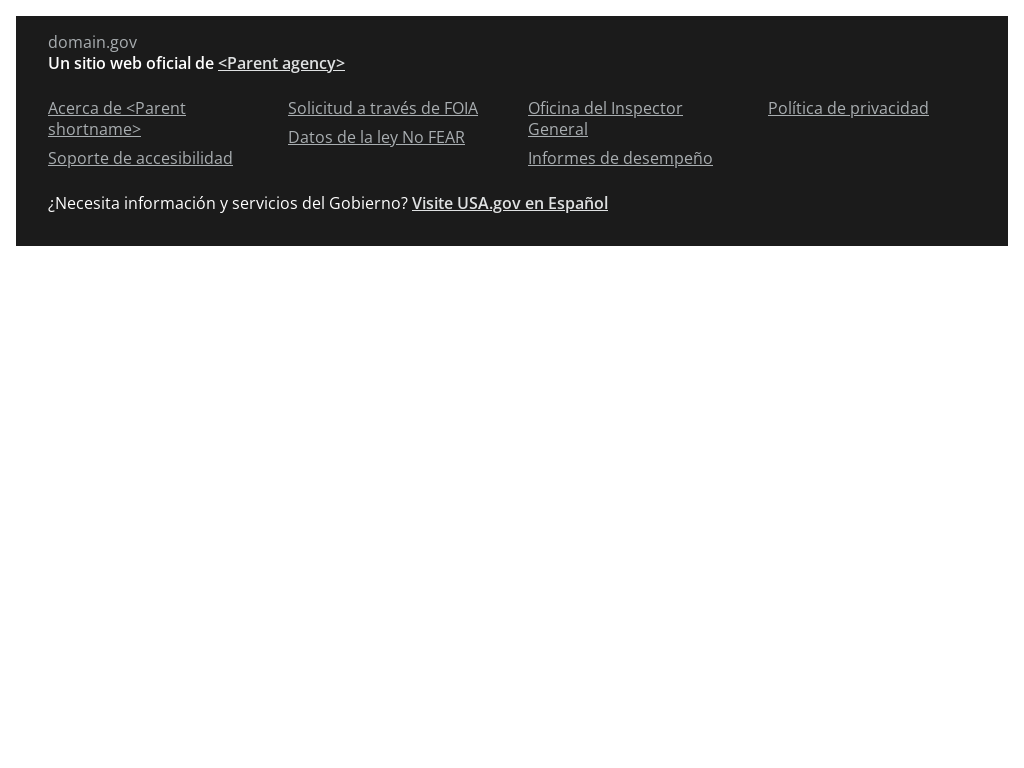 domain.gov
Un sitio web oficial de <Parent agency>
Acerca de <Parent
shortname>
Soporte de accesibilidad
Solicitud a través de FOIA
Datos de la ley No FEAR
Oficina del Inspector
General
Informes de desempeño
Política de privacidad
¿Necesita información y servicios del Gobierno? Visite USA.gov en Español